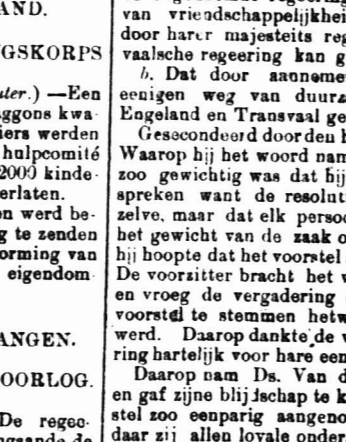 AND.
GSKORPS
ter.) —Een
ggons kwa
iers werden
hulpcomité
2000 kinde-
erlaten.
en werd be-
g te zenden
orming van
eigendom
ANGEN.
OORLOG.
De regee-
van vriendschappelijkhei
door harer majesteits reg
vaalsche regeering kan g
b. Dat door aannemer
eenigen weg van duurz
Engeland en Transvaal ge
Gesecondeerd door den
Waarop hij het woord nam
zoo gewichtig was dat hij
spreken want de resolut
zelve, maar dat elk persoo
het gewicht van de zaak o
hij hoopte dat het voorstel
De voorzitter bracht het v
en vroeg de vergadering
voorstel te stemmen hetw
werd. Daarop dankte de v
ring hartelijk voor hare een
Daarop nam Ds. Van d
en gaf zijne blijdschap te k
stel zoo eenparig aangeno
daar zij allen loyale onder